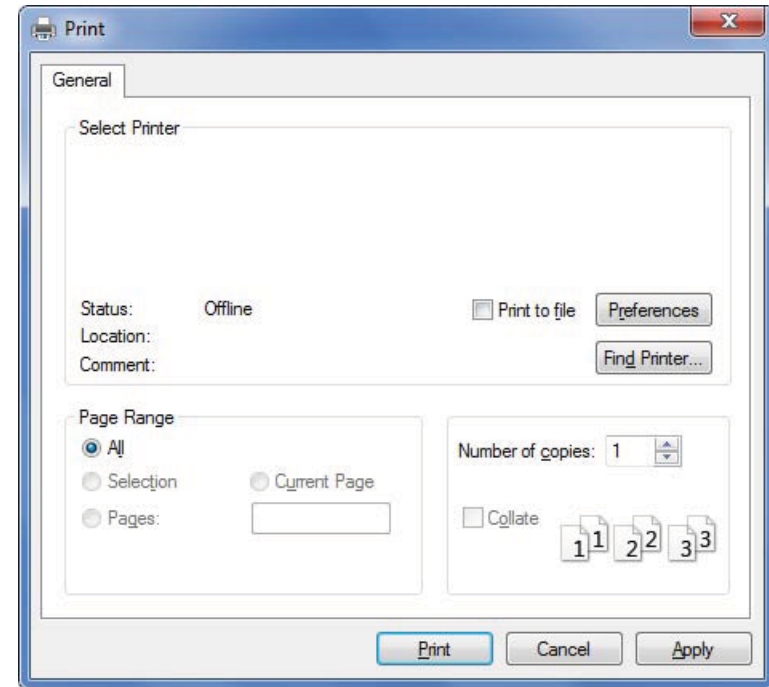 Print
General
Select Printer
Status: Offline
Print to file
Preferences
Location:
Comment:
Find Printer...
Page Range
All
Selection
Current Page
Pages:
Number of copies: 1
Collate
1 1 2 2 3 3
Print Cancel Apply